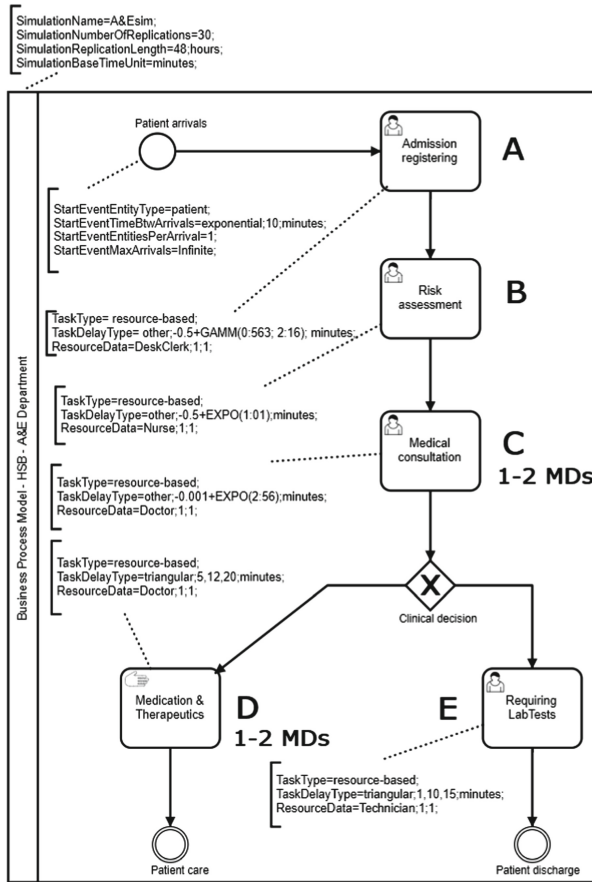 SimulationName=A&Esim;
SimulationNumberOfReplications=30;
SimulationReplicationLength=48;hours;
SimulationBaseTimeUnit=minutes;
Business Process Model - HSB - A&E Department
Patient arrivals
Admission
registering
A
StartEventEntityType=patient;
StartEventTimeBtwArrivals=exponential;10;minutes;
StartEventEntitiesPerArrival=1;
StartEventMaxArrivals=Infinite;
Risk
assessment
B
TaskType= resource-based;
TaskDelayType= other;-0.5+GAMM(0:563; 2:16); minutes;
ResourceData=DeskClerk;1;1;
TaskType=resource-based;
TaskDelayType=other;-0.5+EXPO(1:01);minutes;
ResourceData=Nurse;1;1;
Medical
consultation
C
1-2 MDs
TaskType=resource-based;
TaskDelayType=other;-0.001+EXPO(2:56);minutes;
ResourceData=Doctor;1;1;
TaskType=resource-based;
TaskDelayType=triangular;5,12,20;minutes;
ResourceData=Doctor;1;1;
X
Clinical decision
Medication &
Therapeutics
D
1-2 MDs
E
Requiring
LabTests
TaskType=resource-based;
TaskDelayType=triangular;1,10,15;minutes;
ResourceData=Technician;1;1;
Patient care
Patient discharge